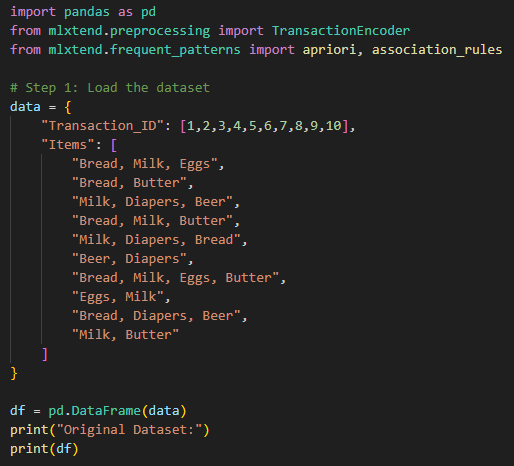 import pandas as pd
from mlxtend.preprocessing import TransactionEncoder
from mlxtend.frequent_patterns import apriori, association_rules

# Step 1: Load the dataset
data = {
    "Transaction_ID": [1,2,3,4,5,6,7,8,9,10],
    "Items": [
        "Bread, Milk, Eggs",
        "Bread, Butter",
        "Milk, Diapers, Beer",
        "Bread, Milk, Butter",
        "Milk, Diapers, Bread",
        "Beer, Diapers",
        "Bread, Milk, Eggs, Butter",
        "Eggs, Milk",
        "Bread, Diapers, Beer",
        "Milk, Butter"
    ]
}

df = pd.DataFrame(data)
print("Original Dataset:")
print(df)